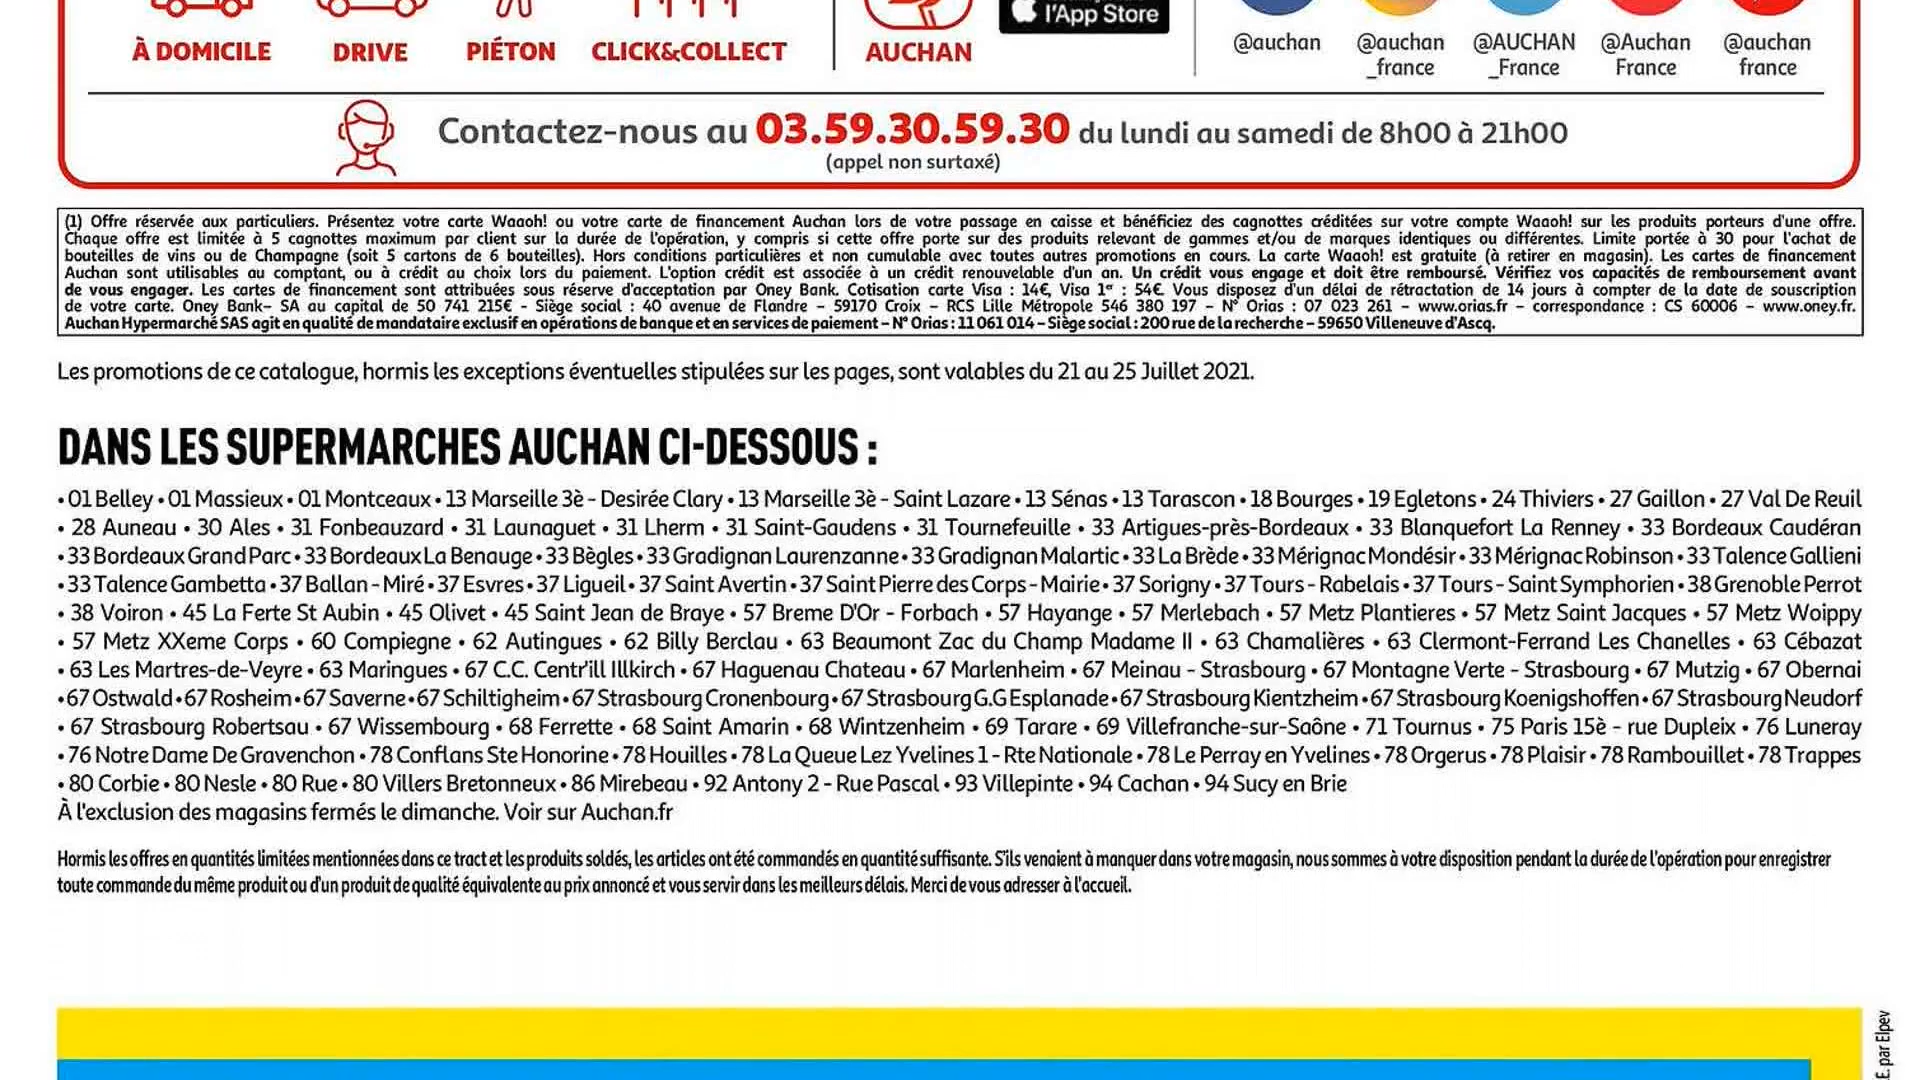 À DOMICILE DRIVE PIÉTON CLICK&COLLECT AUCHAN
l'App Store
@auchan @auchan @AUCHAN @Auchan @auchan
_france _France France france
Contactez-nous au 03.59.30.59.30 du lundi au samedi de 8h00 à 21h00
(appel non surtaxé)
(1) Offre réservée aux particuliers. Présentez votre carte Waaoh! ou votre carte de financement Auchan lors de votre passage en caisse et bénéficiez des cagnottes créditées sur votre compte Waaoh! sur les produits porteurs d'une offre.
Chaque offre est limitée à 5 cagnottes maximum par client sur la durée de l'opération, y compris si cette offre porte sur des produits relevant de gammes et/ou de marques identiques ou différentes. Limite portée à 30 pour l'achat de
bouteilles de vins ou de Champagne (soit 5 cartons de 6 bouteilles). Hors conditions particulières et non cumulable avec toutes autres promotions en cours. La carte Waaoh! est gratuite (à retirer en magasin). Les cartes de financement
Auchan sont utilisables au comptant, ou à crédit au choix lors du paiement. L'option crédit est associée à un crédit renouvelable d'un an. Un crédit vous engage et doit être remboursé. Vérifiez vos capacités de remboursement avant
de vous engager. Les cartes de financement sont attribuées sous réserve d'acceptation par Oney Bank. Cotisation carte Visa : 14€, Visa 1er : 54€. Vous disposez d'un délai de rétractation de 14 jours à compter de la date de souscription
de votre carte. Oney Bank– SA au capital de 50 741 215€ - Siège social : 40 avenue de Flandre – 59170 Croix – RCS Lille Métropole 546 380 197 – N° Orias : 07 023 261 – www.orias.fr – correspondance : CS 60006 – www.oney.fr.
Auchan Hypermarché SAS agit en qualité de mandataire exclusif en opérations de banque et en services de paiement – N° Orias : 11 061 014 – Siège social : 200 rue de la recherche – 59650 Villeneuve d'Ascq.
Les promotions de ce catalogue, hormis les exceptions éventuelles stipulées sur les pages, sont valables du 21 au 25 Juillet 2021.
DANS LES SUPERMARCHES AUCHAN CI-DESSOUS :
• 01 Belley • 01 Massieux • 01 Montceaux • 13 Marseille 3è - Desirée Clary • 13 Marseille 3è - Saint Lazare • 13 Sénas • 13 Tarascon • 18 Bourges • 19 Egletons • 24 Thiviers • 27 Gaillon • 27 Val De Reuil
• 28 Auneau • 30 Ales • 31 Fonbeauzard • 31 Launaguet • 31 Lherm • 31 Saint-Gaudens • 31 Tournefeuille • 33 Artigues-près-Bordeaux • 33 Blanquefort La Renney • 33 Bordeaux Caudéran
• 33 Bordeaux Grand Parc • 33 Bordeaux La Benauge • 33 Bègles • 33 Gradignan Laurenzanne • 33 Gradignan Malartic • 33 La Brède • 33 Mérignac Mondésir • 33 Mérignac Robinson • 33 Talence Gallieni
• 33 Talence Gambetta • 37 Ballan - Miré • 37 Esvres • 37 Ligueil • 37 Saint Avertin • 37 Saint Pierre des Corps - Mairie • 37 Sorigny • 37 Tours - Rabelais • 37 Tours - Saint Symphorien • 38 Grenoble Perrot
• 38 Voiron • 45 La Ferte St Aubin • 45 Olivet • 45 Saint Jean de Braye • 57 Breme D'Or - Forbach • 57 Hayange • 57 Merlebach • 57 Metz Plantieres • 57 Metz Saint Jacques • 57 Metz Woippy
• 57 Metz XXeme Corps • 60 Compiegne • 62 Autingues • 62 Billy Berclau • 63 Beaumont Zac du Champ Madame II • 63 Chamalières • 63 Clermont-Ferrand Les Chanelles • 63 Cébazat
• 63 Les Martres-de-Veyre • 63 Maringues • 67 C.C. Centr'ill Illkirch • 67 Haguenau Chateau • 67 Marlenheim • 67 Meinau - Strasbourg • 67 Montagne Verte - Strasbourg • 67 Mutzig • 67 Obernai
• 67 Ostwald • 67 Rosheim • 67 Saverne • 67 Schiltigheim • 67 Strasbourg Cronenbourg • 67 Strasbourg G.G Esplanade • 67 Strasbourg Kientzheim • 67 Strasbourg Koenigshoffen • 67 Strasbourg Neudorf
• 67 Strasbourg Robertsau • 67 Wissembourg • 68 Ferrette • 68 Saint Amarin • 68 Wintzenheim • 69 Tarare • 69 Villefranche-sur-Saône • 71 Tournus • 75 Paris 15è - rue Dupleix • 76 Luneray
• 76 Notre Dame De Gravenchon • 78 Conflans Ste Honorine • 78 Houilles • 78 La Queue Lez Yvelines 1 - Rte Nationale • 78 Le Perray en Yvelines • 78 Orgerus • 78 Plaisir • 78 Rambouillet • 78 Trappes
• 80 Corbie • 80 Nesle • 80 Rue • 80 Villers Bretonneux • 86 Mirebeau • 92 Antony 2 - Rue Pascal • 93 Villepinte • 94 Cachan • 94 Sucy en Brie
À l'exclusion des magasins fermés le dimanche. Voir sur Auchan.fr
Hormis les offres en quantités limitées mentionnées dans ce tract et les produits soldés, les articles ont été commandés en quantité suffisante. S'ils venaient à manquer dans votre magasin, nous sommes à votre disposition pendant la durée de l'opération pour enregistrer
toute commande du même produit ou d'un produit de qualité équivalente au prix annoncé et vous servir dans les meilleurs délais. Merci de vous adresser à l'accueil.
par Elpev